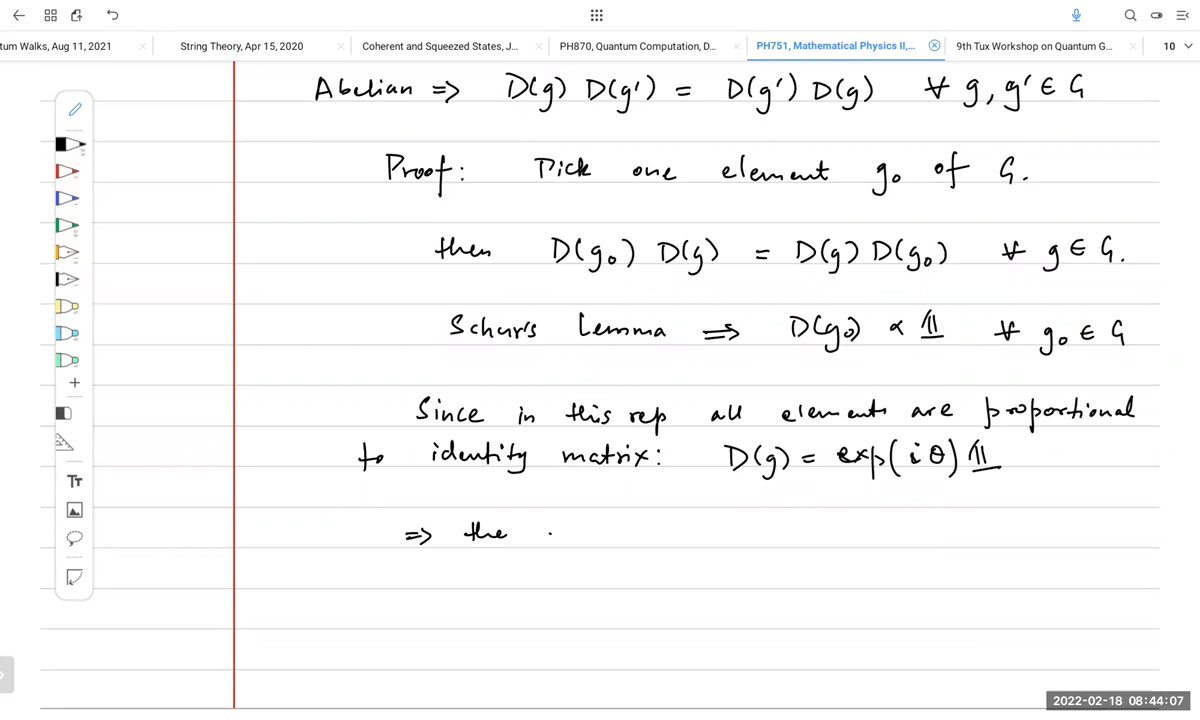 tum Walks, Aug 11, 2021
String Theory, Apr 15, 2020
Coherent and Squeezed States, J...
PH870, Quantum Computation, D...
PH751, Mathematical Physics II,...
9th Tux Workshop on Quantum G...
10
Abelian ⇒ D(g) D(g') = D(g') D(g) ∀ g, g' ∈ G
Proof: Pick one element g₀ of G.
then D(g₀) D(g) = D(g) D(g₀) ∀ g ∈ G.
Schur's Lemma ⇒ D(g₀) ∝ 𝟙 ∀ g₀ ∈ G
Since in this rep all elements are proportional
to identity matrix: D(g) = exp(iθ) 𝟙
⇒ the
Tт
2022-02-18 08:44:07